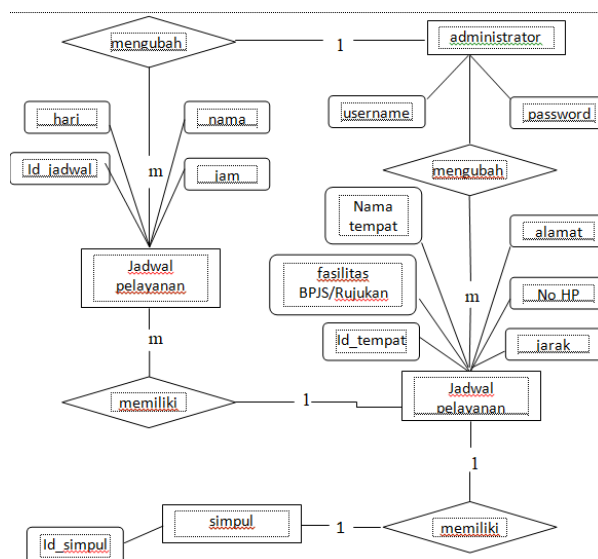 mengubah
1
administrator
username
password
hari
nama
Id_jadwal
jam
m
mengubah
Nama
tempat
alamat
fasilitas
BPJS/Rujukan
m
No HP
Id_tempat
jarak
Jadwal
pelayanan
m
Jadwal
pelayanan
memiliki
1
1
simpul
1
memiliki
Id_simpul